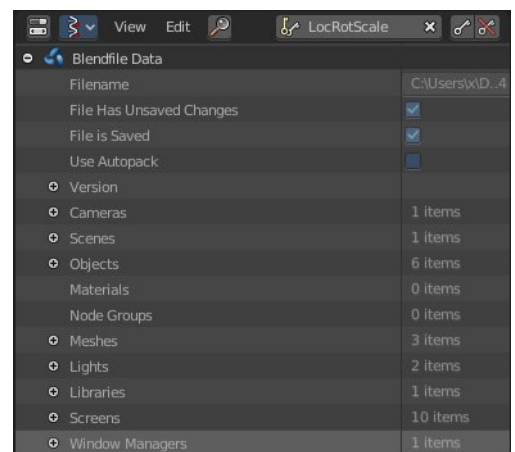 View Edit LocRotScale
Blendfile Data
Filename C:\Users\x\D..4
File Has Unsaved Changes
File is Saved
Use Autopack
Version
Cameras 1 items
Scenes 1 items
Objects 6 items
Materials 0 items
Node Groups 0 items
Meshes 3 items
Lights 2 items
Libraries 1 items
Screens 10 items
Window Managers 1 items